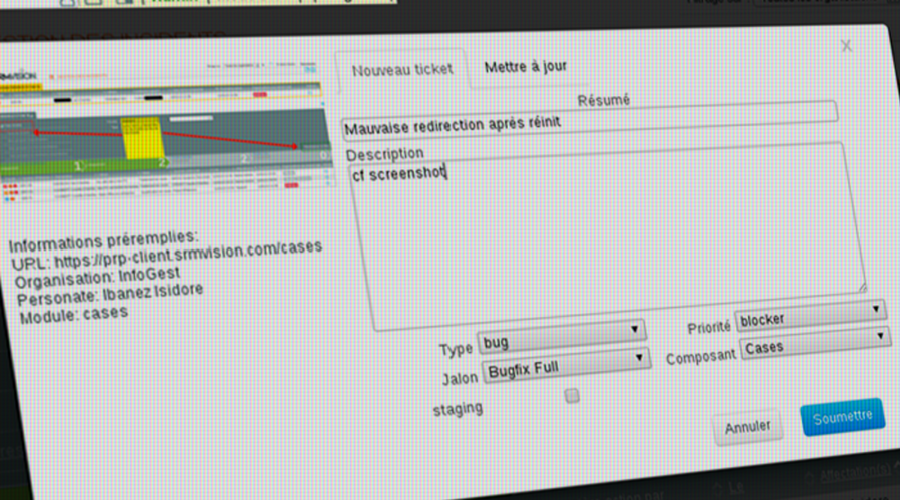 Nouveau ticket
Mettre à jour
X
Résumé
Mauvaise redirection aprés réinit
Description
cf screenshot
Informations préremplies:
URL: https://prp-client.srmvision.com/cases
Organisation: InfoGest
Personate: Ibanez Isidore
Module: cases
Type bug
Priorité blocker
Jalon Bugfix Full
Composant Cases
staging
Annuler
Soumettre